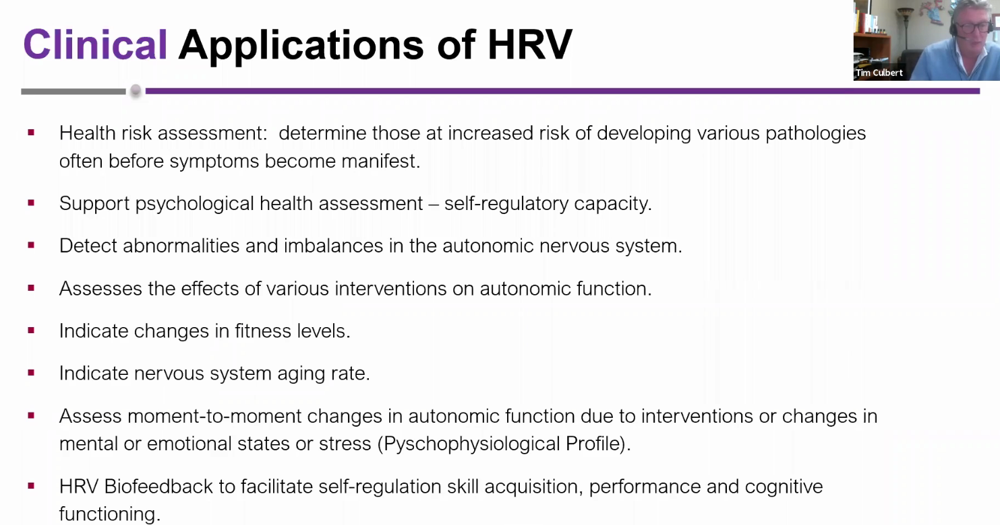 Clinical Applications of HRV
Tim Culbert
▪ Health risk assessment:  determine those at increased risk of developing various pathologies
often before symptoms become manifest.
▪ Support psychological health assessment – self-regulatory capacity.
▪ Detect abnormalities and imbalances in the autonomic nervous system.
▪ Assesses the effects of various interventions on autonomic function.
▪ Indicate changes in fitness levels.
▪ Indicate nervous system aging rate.
▪ Assess moment-to-moment changes in autonomic function due to interventions or changes in
mental or emotional states or stress (Pyschophysiological Profile).
▪ HRV Biofeedback to facilitate self-regulation skill acquisition, performance and cognitive
functioning.